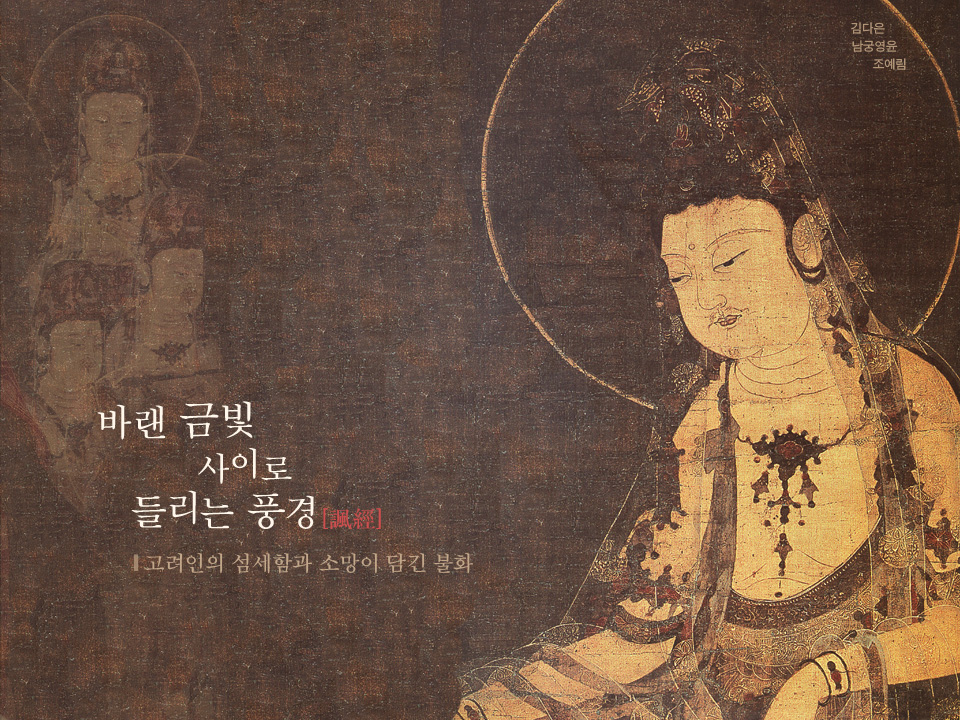 김다은
남궁영윤
조예림
바랜 금빛
사이로
들리는 풍경[諷經]
고려인의 섬세함과 소망이 담긴 불화